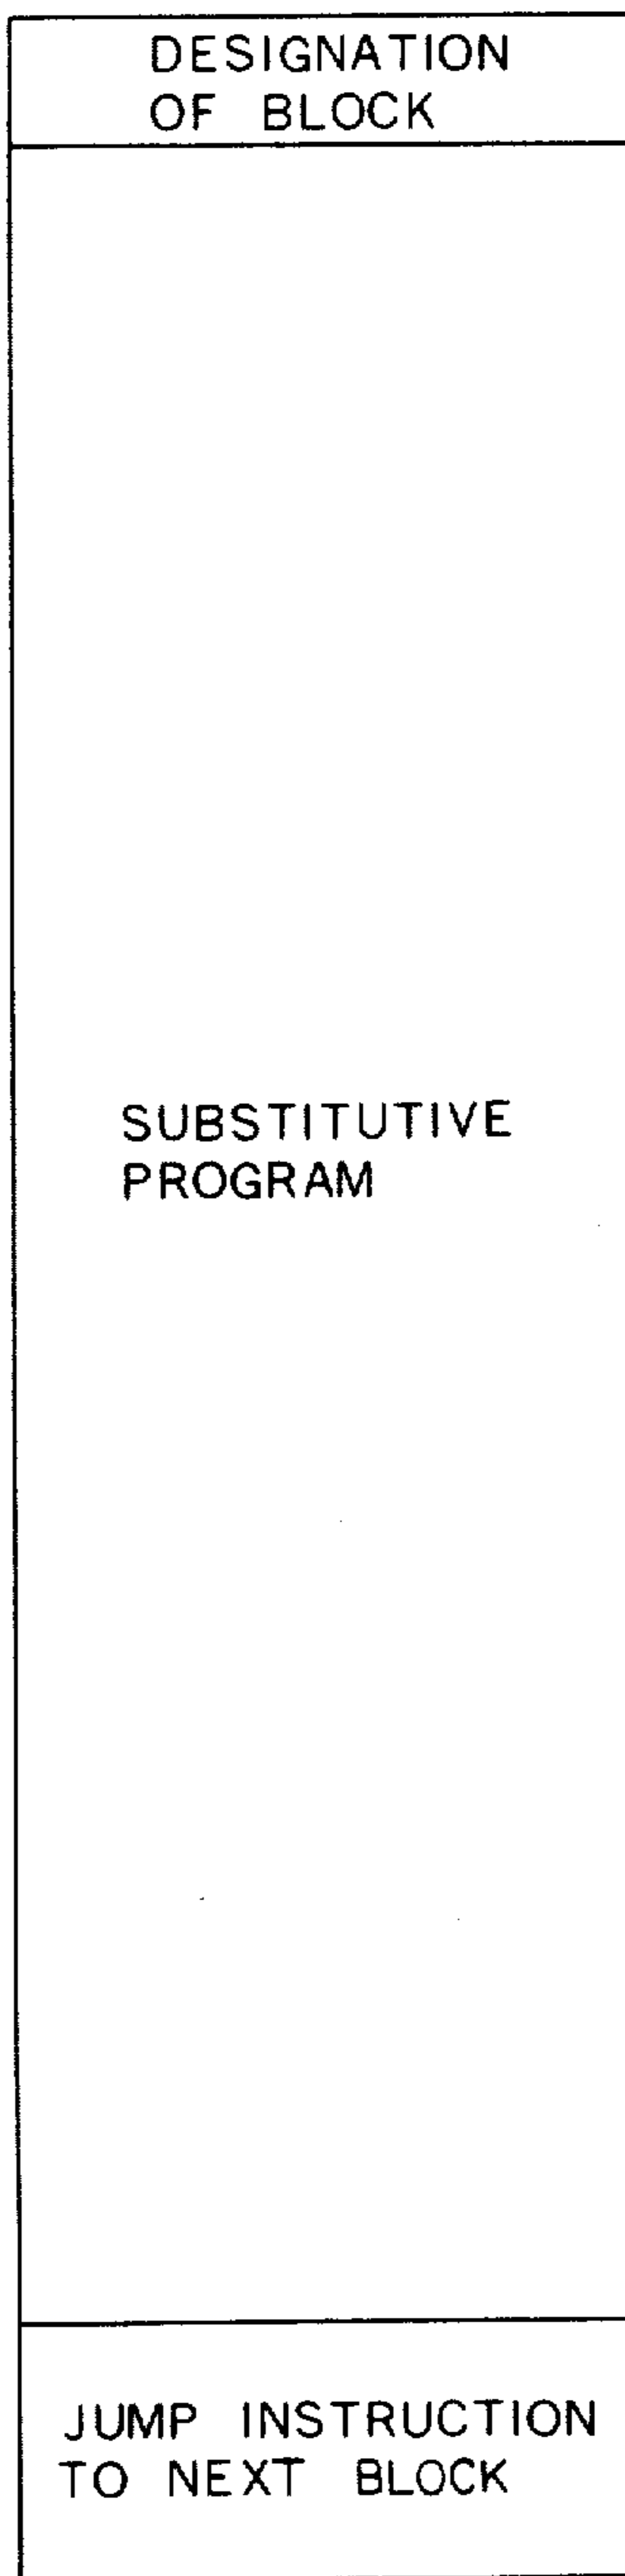 DESIGNATION
OF BLOCK
SUBSTITUTIVE
PROGRAM
JUMP INSTRUCTION
TO NEXT BLOCK